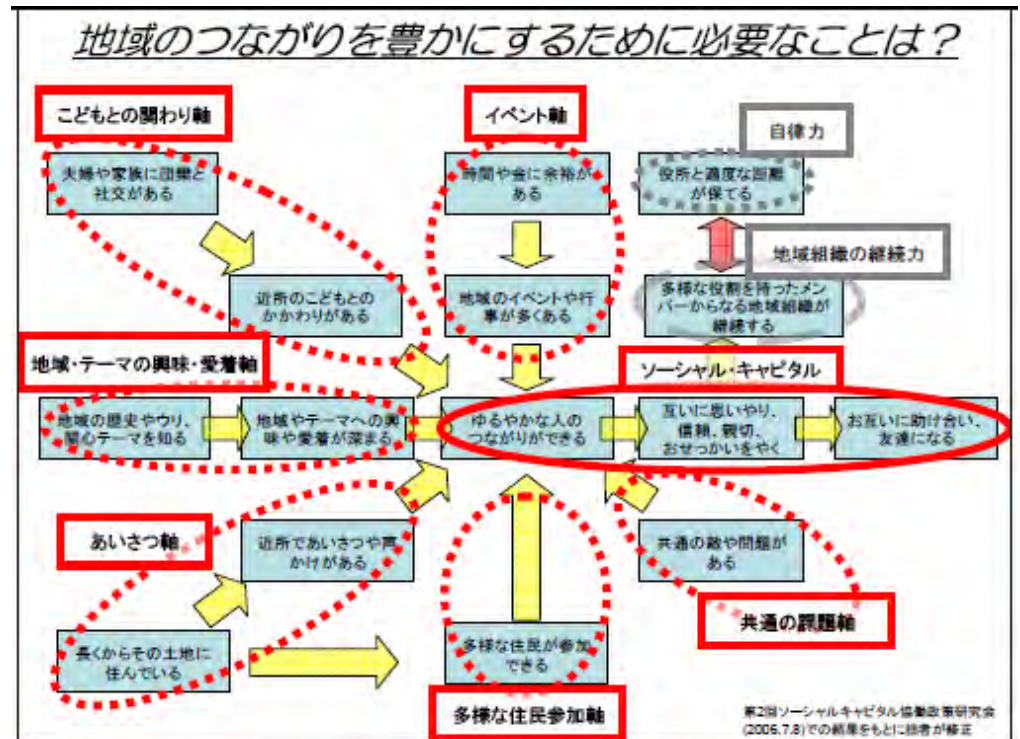 地域のつながりを豊かにするために必要なことは？
こどもとの関わり軸
イベント軸
自律力
夫婦や家族に団欒と
社交がある
時間や金に余裕が
ある
役所と適度な距離
が保てる
地域組織の継続力
近所のこどもとの
かかわりがある
地域のイベントや行
事が多くある
多様な役割を持ったメン
バーからなる地域組織が
継続する
地域・テーマの興味・愛着軸
ソーシャル・キャピタル
地域の歴史やウリ、
関心テーマを知る
地域やテーマへの興
味や愛着が深まる
ゆるやかな人の
つながりができる
互いに思いやり、
信頼、親切、
おせっかいをやく
お互いに助け合い、
友達になる
あいさつ軸
近所であいさつや声
かけがある
共通の敵や問題が
ある
共通の課題軸
長くからその土地に
住んでいる
多様な住民が参加
できる
多様な住民参加軸
第2回ソーシャルキャピタル協働政策研究会
(2006.7.8)での結果をもとに拙者が修正